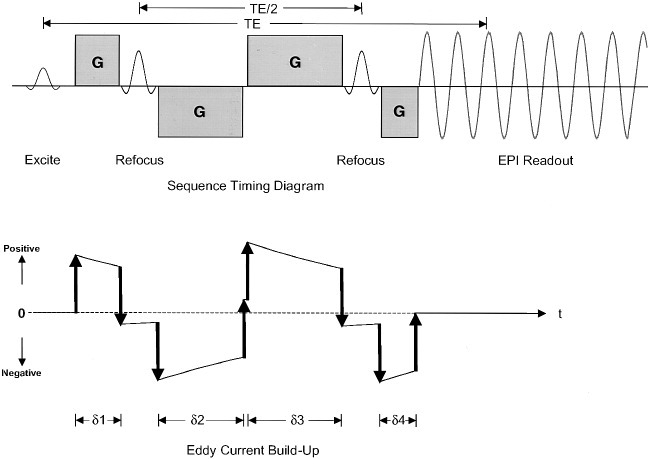 TE/2
TE
G
G
G
G
Excite
Refocus
Refocus
EPI Readout
Sequence Timing Diagram
Positive
0
t
Negative
δ1
δ2
δ3
δ4
Eddy Current Build-Up